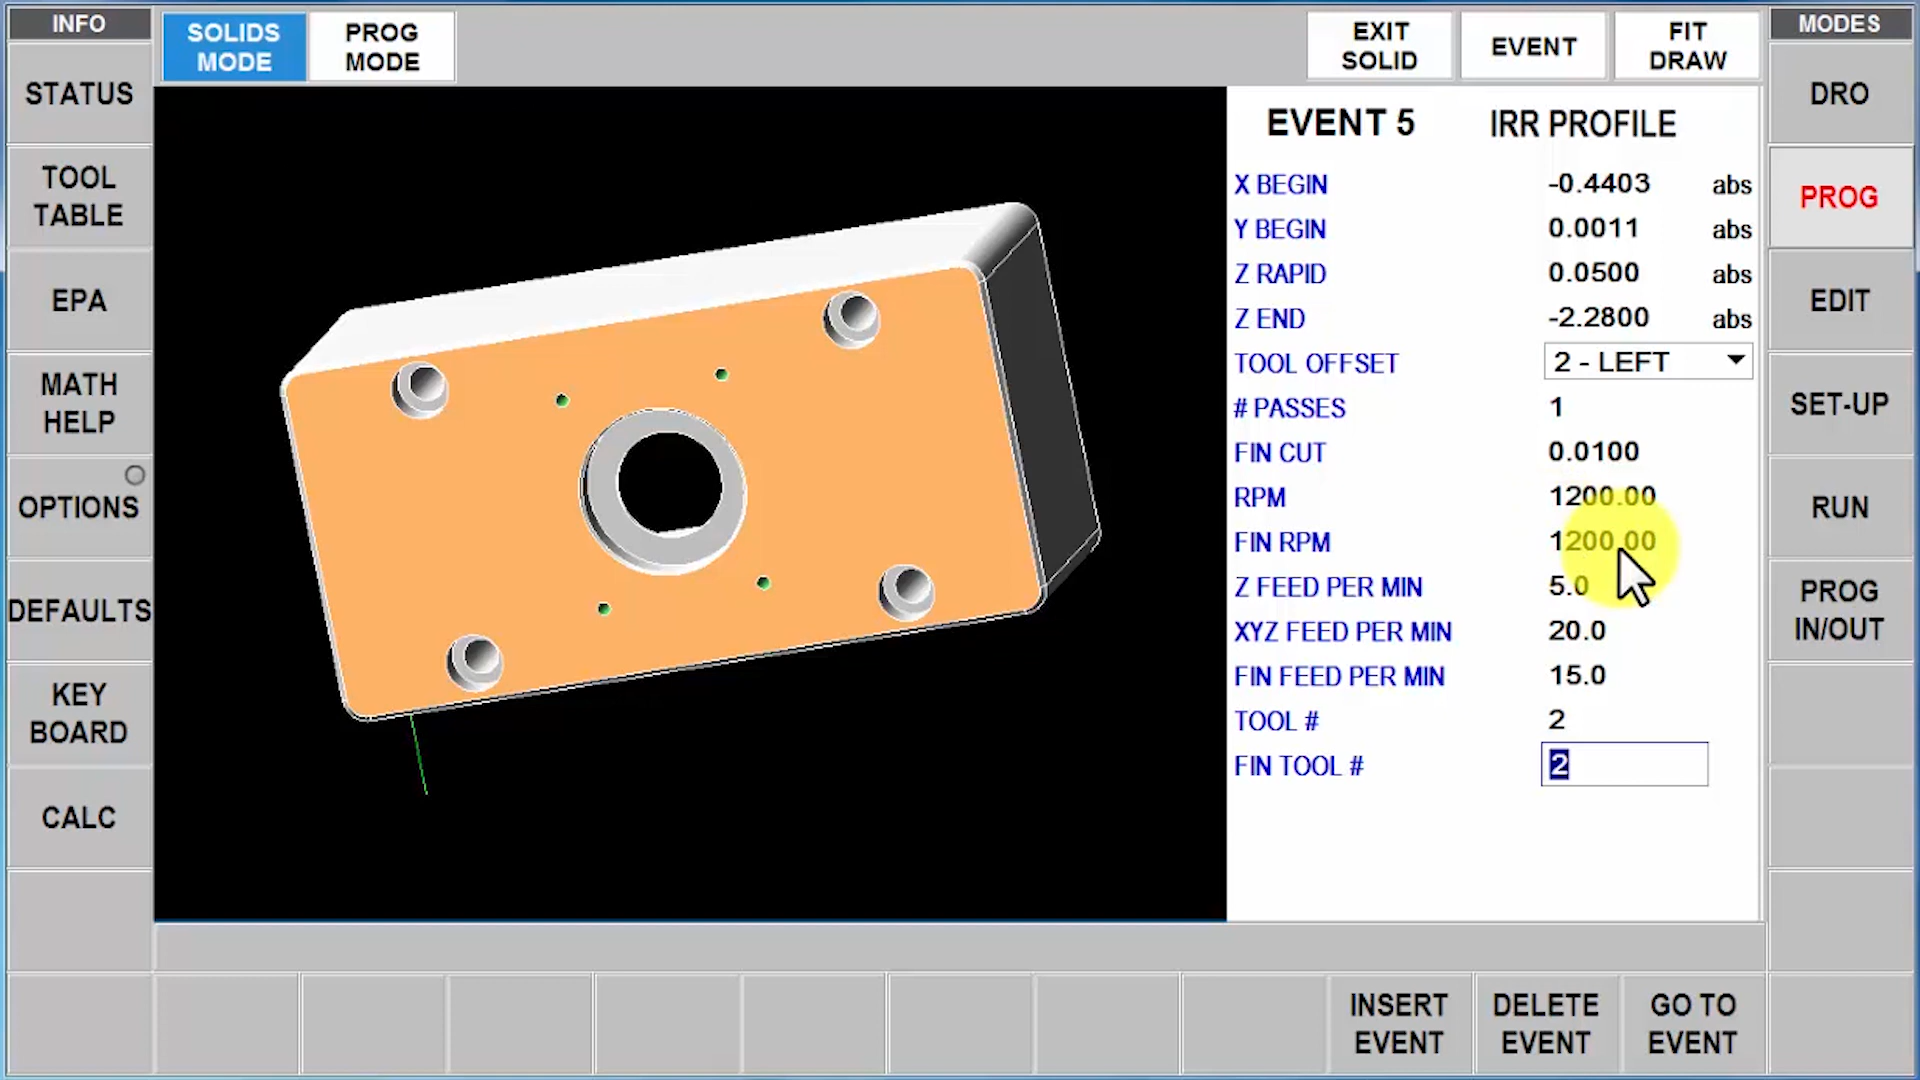 INFO
STATUS
TOOL
TABLE
EPA
MATH
HELP
OPTIONS
DEFAULTS
KEY
BOARD
CALC
SOLIDS
MODE
PROG
MODE
EXIT
SOLID
EVENT
FIT
DRAW
EVENT 5 IRR PROFILE
X BEGIN -0.4403 abs
Y BEGIN 0.0011 abs
Z RAPID 0.0500 abs
Z END -2.2800 abs
TOOL OFFSET 2 - LEFT
# PASSES 1
FIN CUT 0.0100
RPM 1200.00
FIN RPM 1200.00
Z FEED PER MIN 5.0
XYZ FEED PER MIN 20.0
FIN FEED PER MIN 15.0
TOOL # 2
FIN TOOL # 2
MODES
DRO
PROG
EDIT
SET-UP
RUN
PROG
IN/OUT
INSERT
EVENT
DELETE
EVENT
GO TO
EVENT